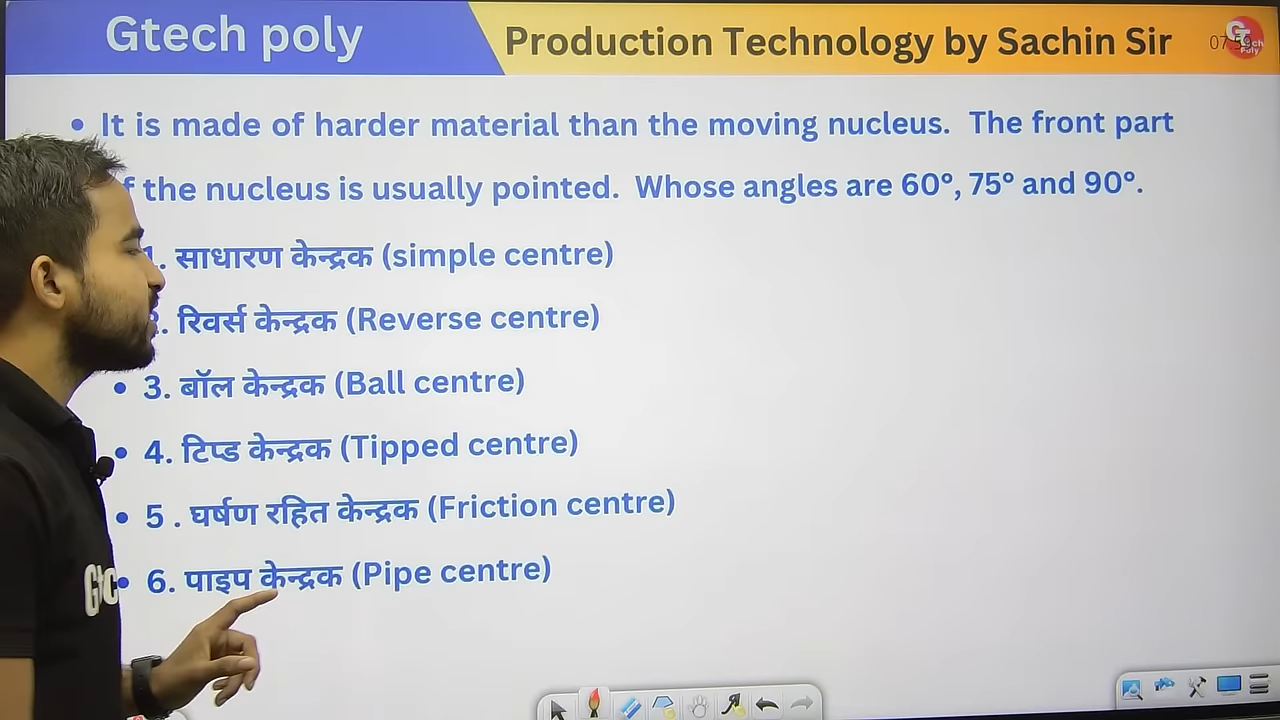 Gtech poly
Production Technology by Sachin Sir
• It is made of harder material than the moving nucleus. The front part
the nucleus is usually pointed. Whose angles are 60°, 75° and 90°.
1. साधारण केन्द्रक (simple centre)
2. रिवर्स केन्द्रक (Reverse centre)
• 3. बॉल केन्द्रक (Ball centre)
• 4. टिप्ड केन्द्रक (Tipped centre)
• 5 . घर्षण रहित केन्द्रक (Friction centre)
• 6. पाइप केन्द्रक (Pipe centre)